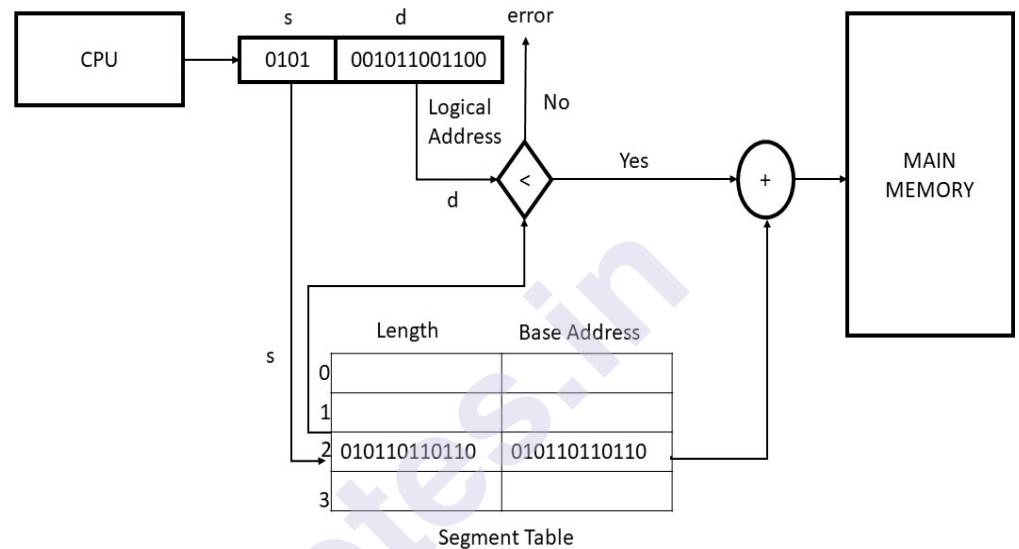 s d error
CPU 0101 001011001100
Logical
Address
No
d
<
Yes
+
MAIN
MEMORY
Length Base Address
s
0
1
2 010110110110 010110110110
3
Segment Table